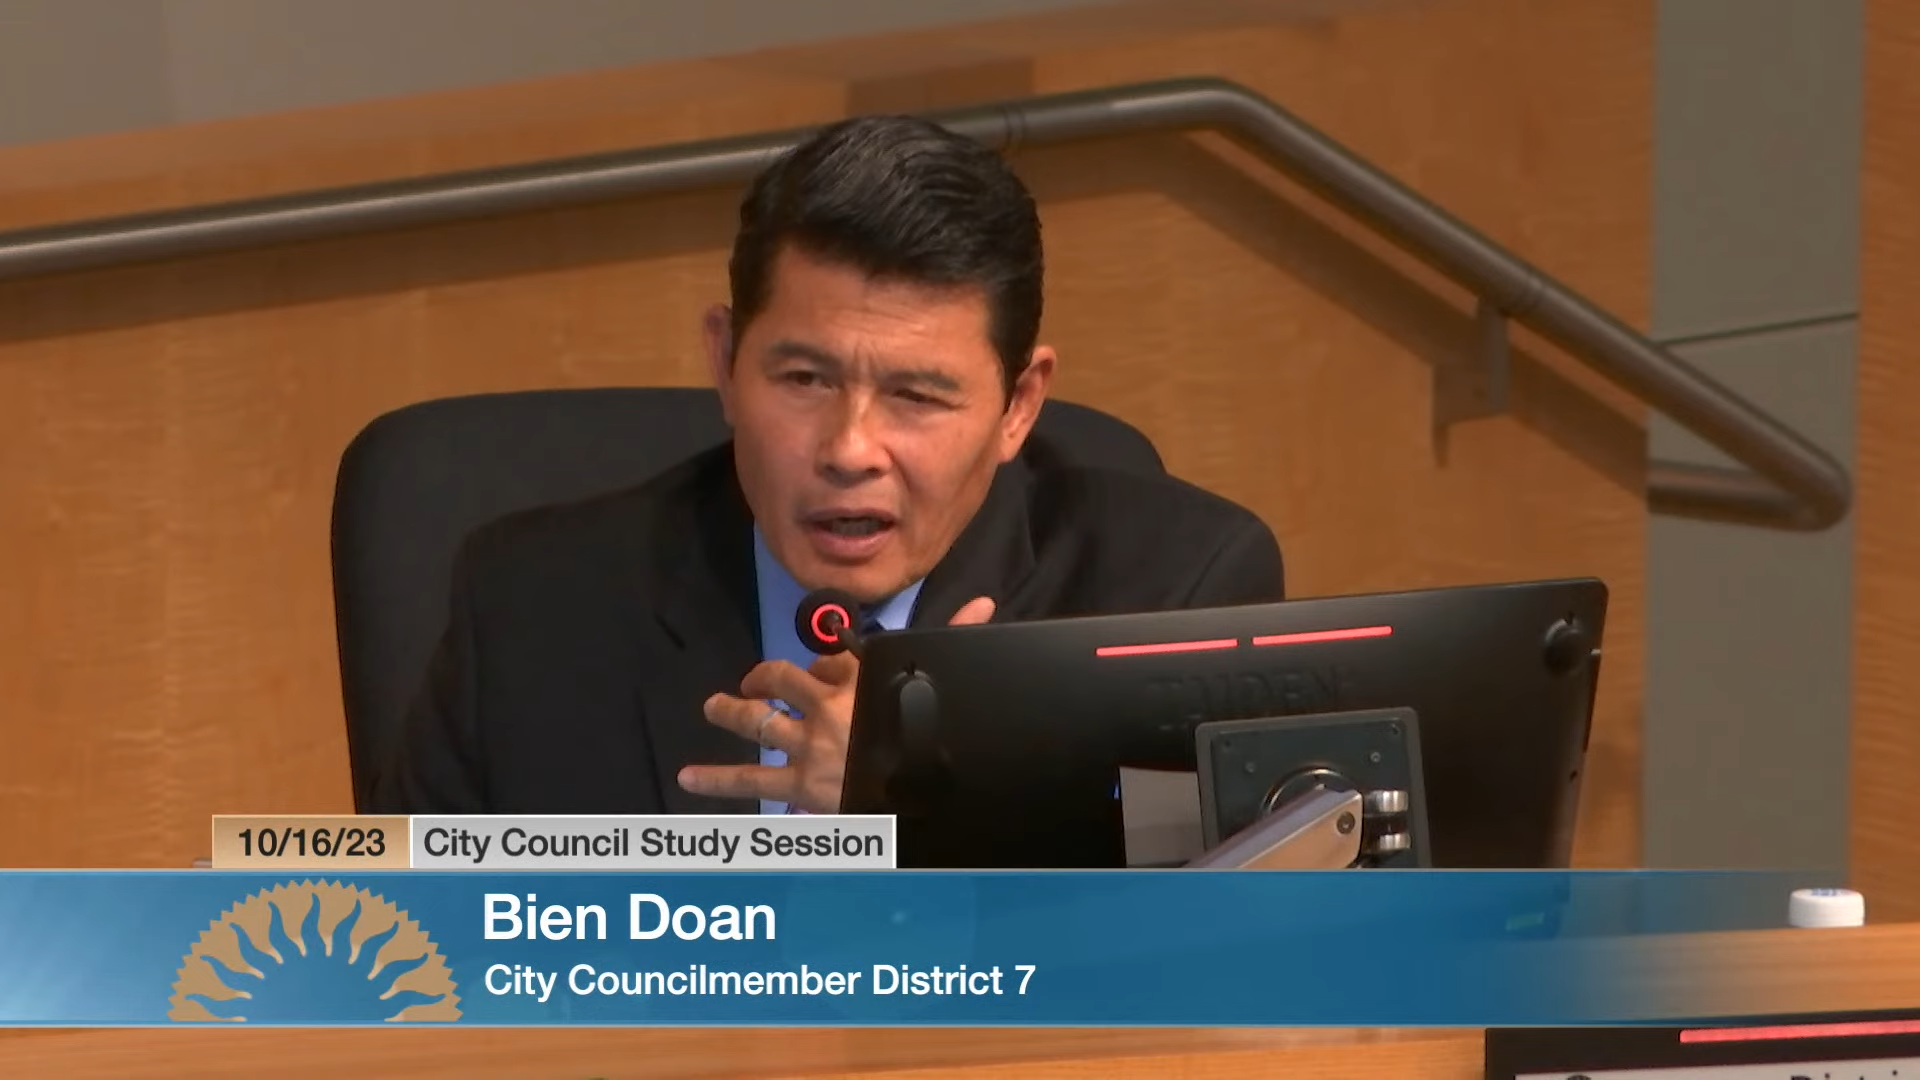 10/16/23 City Council Study Session
Bien Doan
City Councilmember District 7